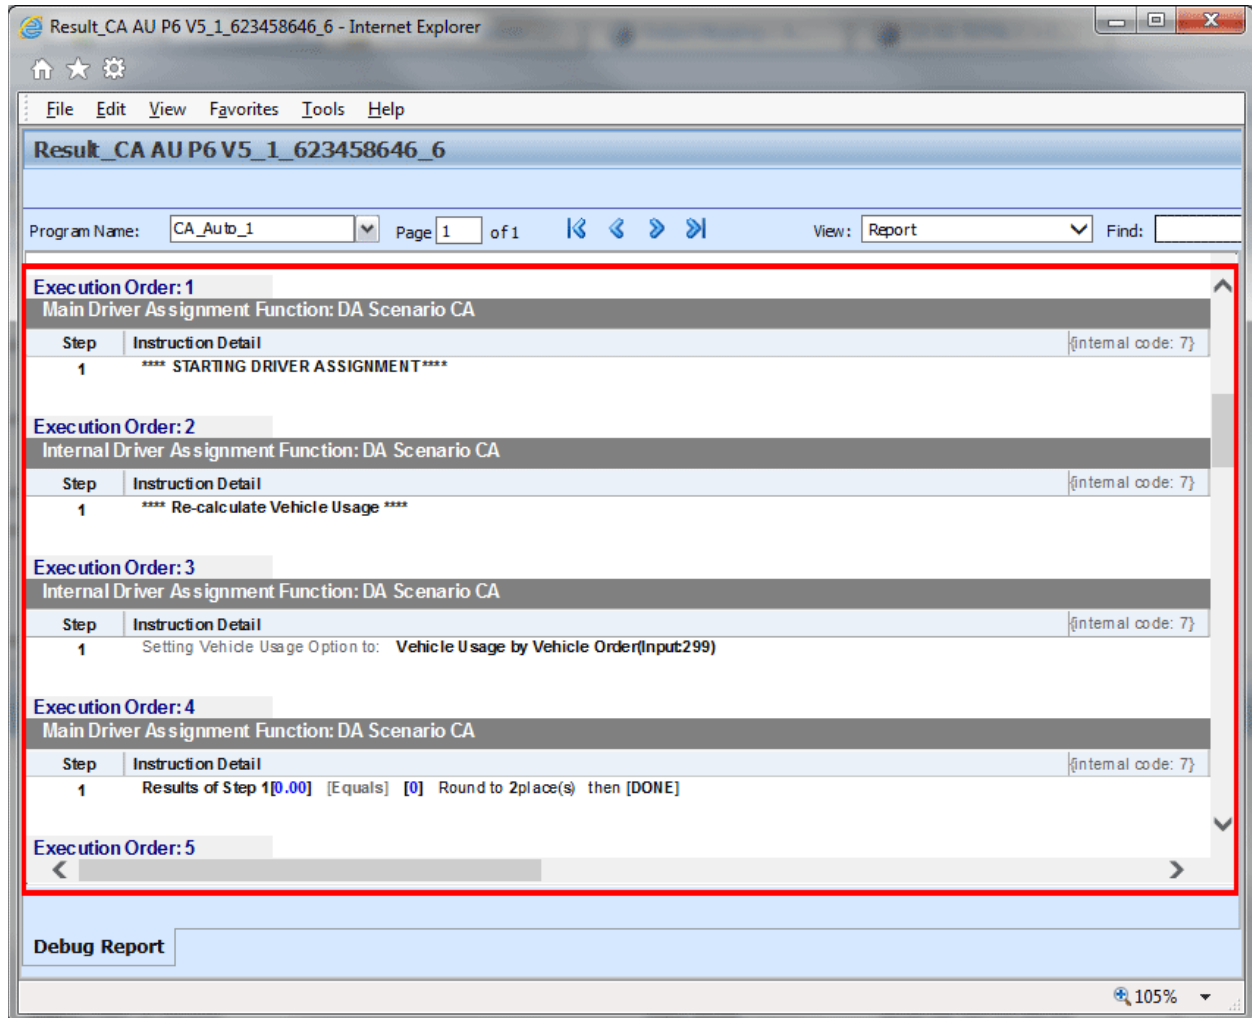 Result_CA AU P6 V5_1_623458646_6 - Internet Explorer
File Edit View Favorites Tools Help
Result_CA AU P6 V5_1_623458646_6
Program Name: CA_Auto_1 Page 1 of 1 View: Report Find:
Execution Order: 1
Main Driver Assignment Function: DA Scenario CA
Step Instruction Detail {internal code: 7}
1 **** STARTING DRIVER ASSIGNMENT****
Execution Order: 2
Internal Driver Assignment Function: DA Scenario CA
Step Instruction Detail {internal code: 7}
1 **** Re-calculate Vehicle Usage ****
Execution Order: 3
Internal Driver Assignment Function: DA Scenario CA
Step Instruction Detail {internal code: 7}
1 Setting Vehicle Usage Option to: Vehicle Usage by Vehicle Order(Input:299)
Execution Order: 4
Main Driver Assignment Function: DA Scenario CA
Step Instruction Detail {internal code: 7}
1 Results of Step 1[0.00] [Equals] [0] Round to 2place(s) then [DONE]
Execution Order: 5
Debug Report
105%